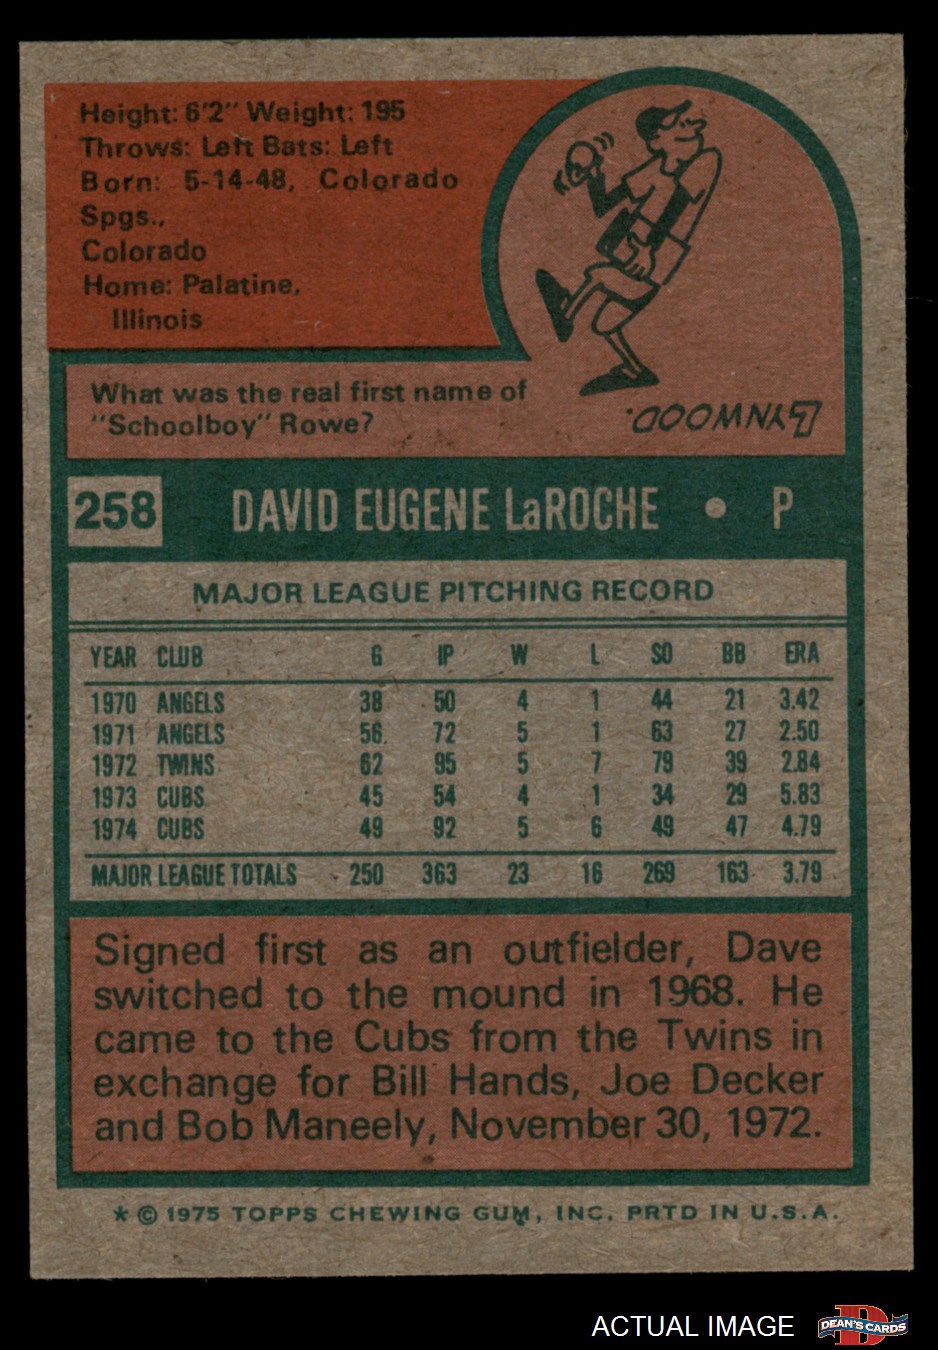 Height: 6'2" Weight: 195
Throws: Left Bats: Left
Born: 5-14-48, Colorado
Spgs.,
Colorado
Home: Palatine,
Illinois
What was the real first name of
"Schoolboy" Rowe?
LYNWOOD.
258 DAVID EUGENE LaROCHE • P
MAJOR LEAGUE PITCHING RECORD
YEAR CLUB G IP W L SO BB ERA
1970 ANGELS 38 50 4 1 44 21 3.42
1971 ANGELS 56 72 5 1 63 27 2.50
1972 TWINS 62 95 5 7 79 39 2.84
1973 CUBS 45 54 4 1 34 29 5.83
1974 CUBS 49 92 5 6 49 47 4.79
MAJOR LEAGUE TOTALS 250 363 23 16 269 163 3.79
Signed first as an outfielder, Dave
switched to the mound in 1968. He
came to the Cubs from the Twins in
exchange for Bill Hands, Joe Decker
and Bob Maneely, November 30, 1972.
* © 1975 TOPPS CHEWING GUM, INC. PRTD IN U.S.A.
ACTUAL IMAGE
D
DEAN'S CARDS